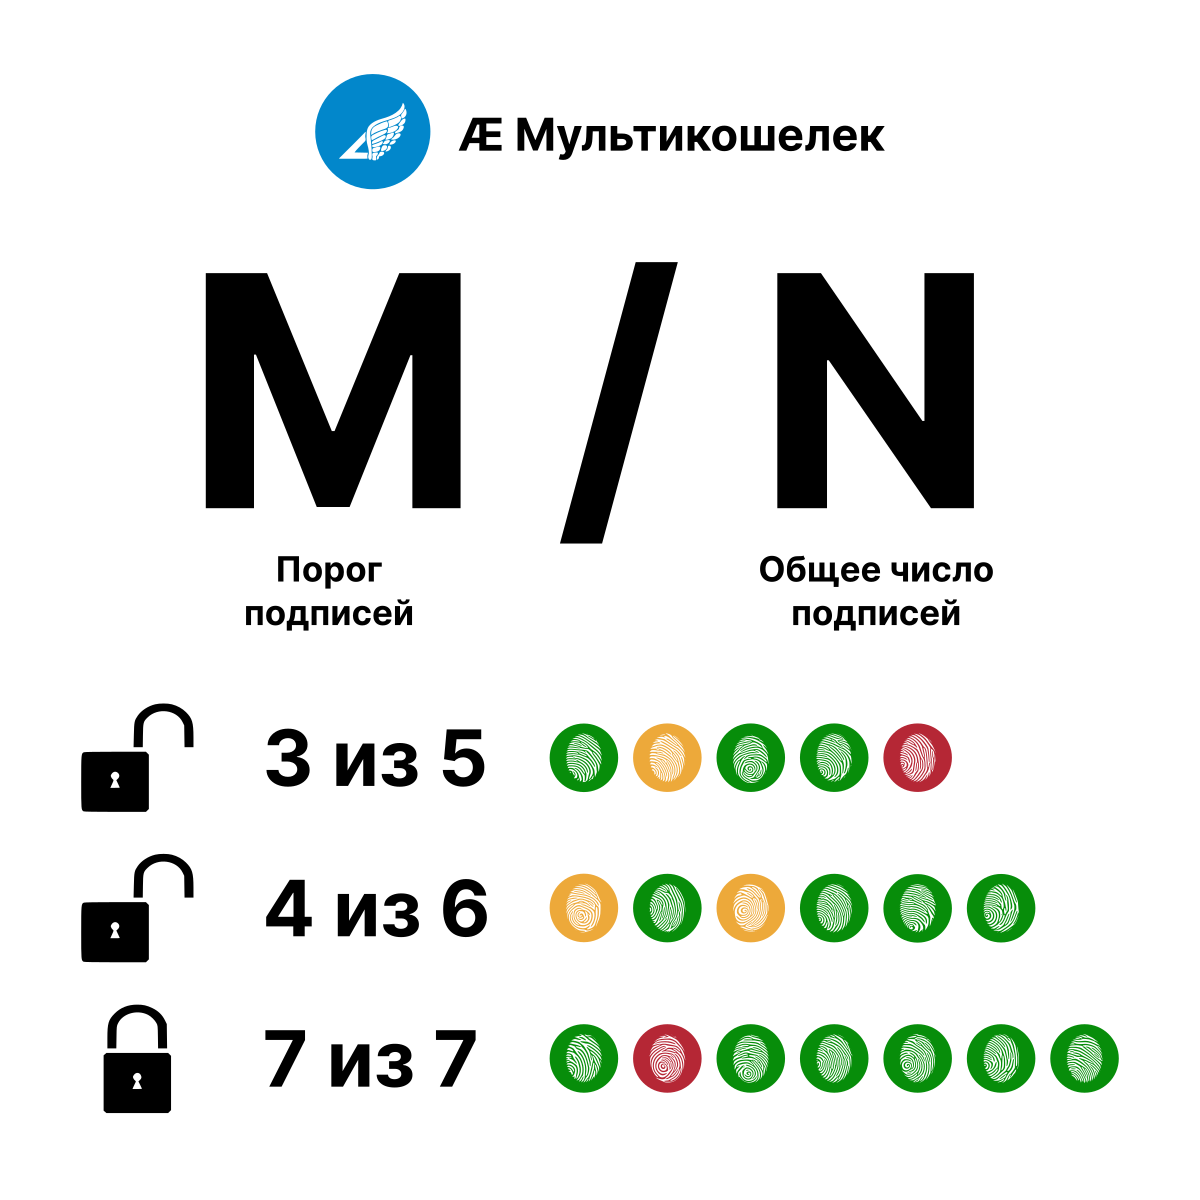 Æ Мультикошелек
M / N
Порог
подписей
Общее число
подписей
3 из 5
4 из 6
7 из 7